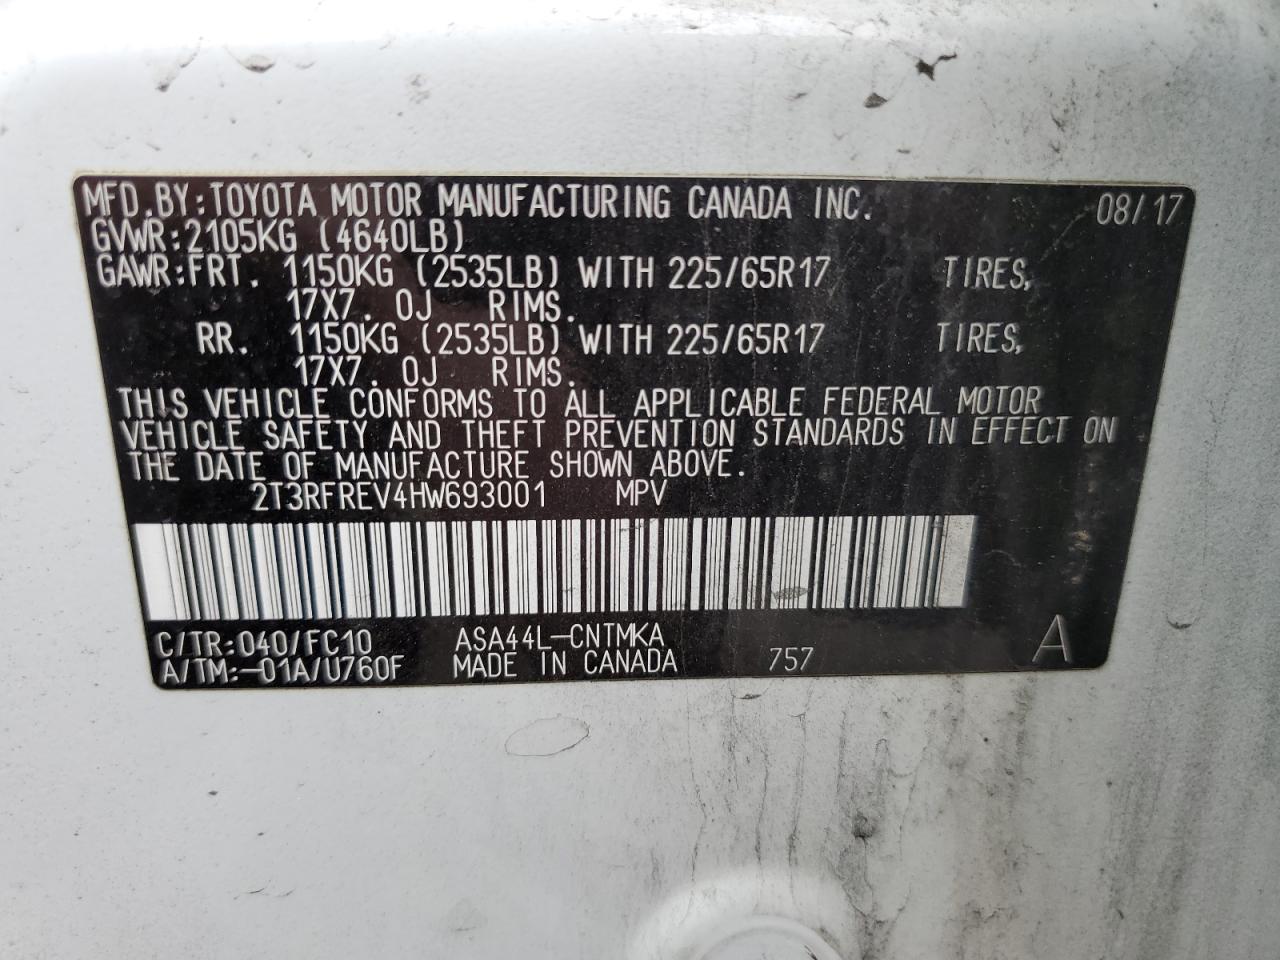 MFD.BY:TOYOTA MOTOR MANUFACTURING CANADA INC. 08/17
GVWR:2105KG (4640LB)
GAWR:FRT. 1150KG (2535LB) WITH 225/65R17 TIRES,
17X7. 0J RIMS.
RR. 1150KG (2535LB) WITH 225/65R17 TIRES,
17X7. 0J RIMS.
THIS VEHICLE CONFORMS TO ALL APPLICABLE FEDERAL MOTOR
VEHICLE SAFETY AND THEFT PREVENTION STANDARDS IN EFFECT ON
THE DATE OF MANUFACTURE SHOWN ABOVE.
2T3RFREV4HW693001 MPV
C/TR:040/FC10 ASA44L-CNTMKA
A/TM:-01A/U760F MADE IN CANADA 757 A